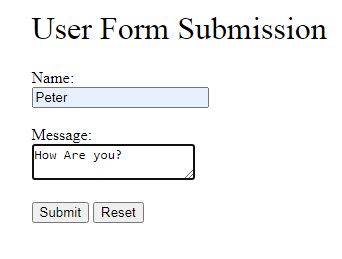 User Form Submission
Name:
Peter
Message:
How Are you?
Submit Reset